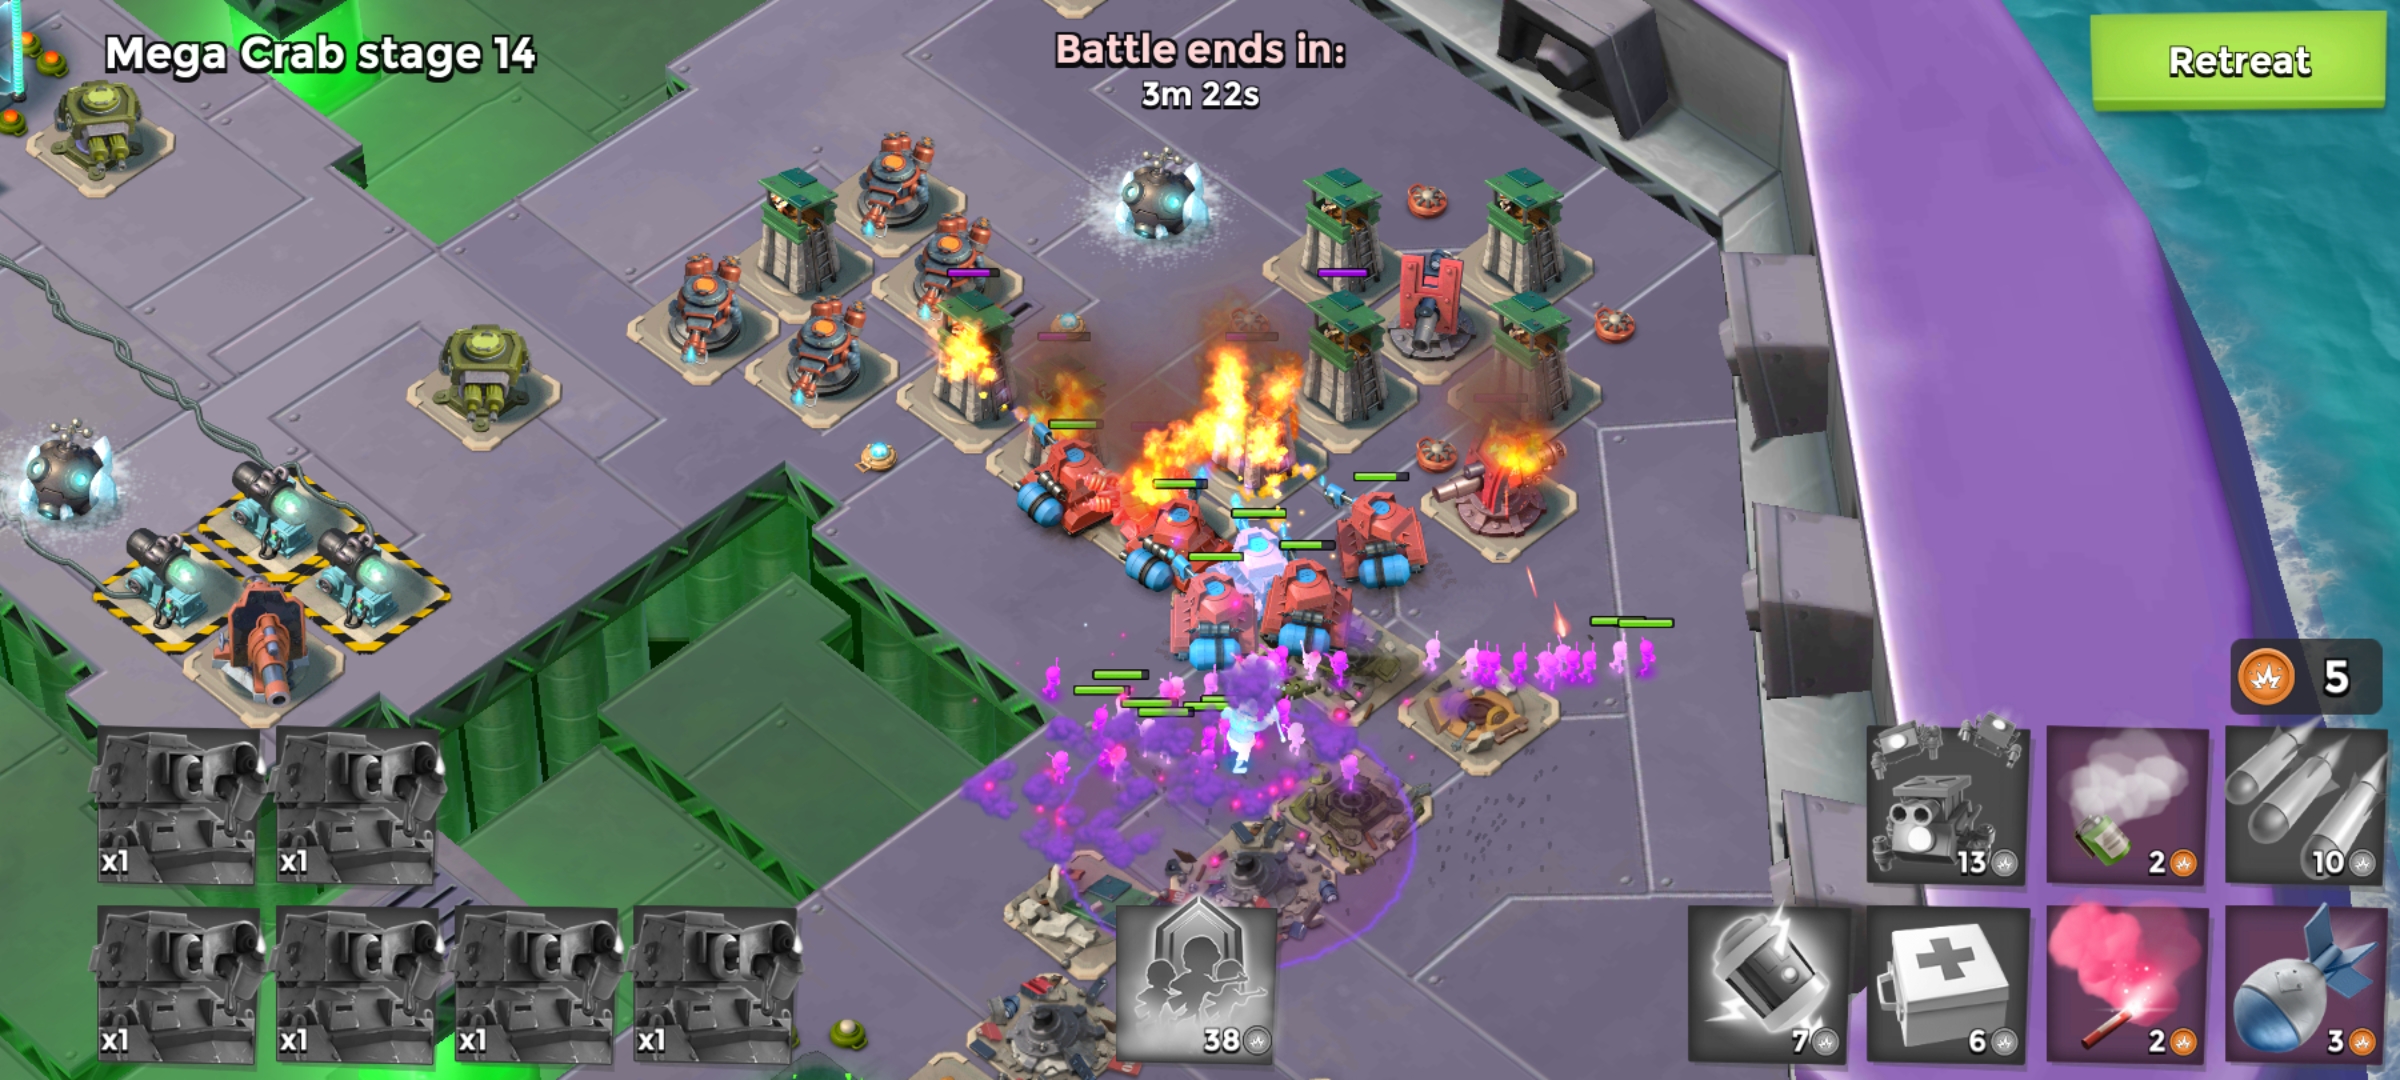 Mega Crab stage 14
Battle ends in:
3m 22s
Retreat
5
x1
x1
13
2
10
x1
x1
x1
x1
38
7
6
2
3